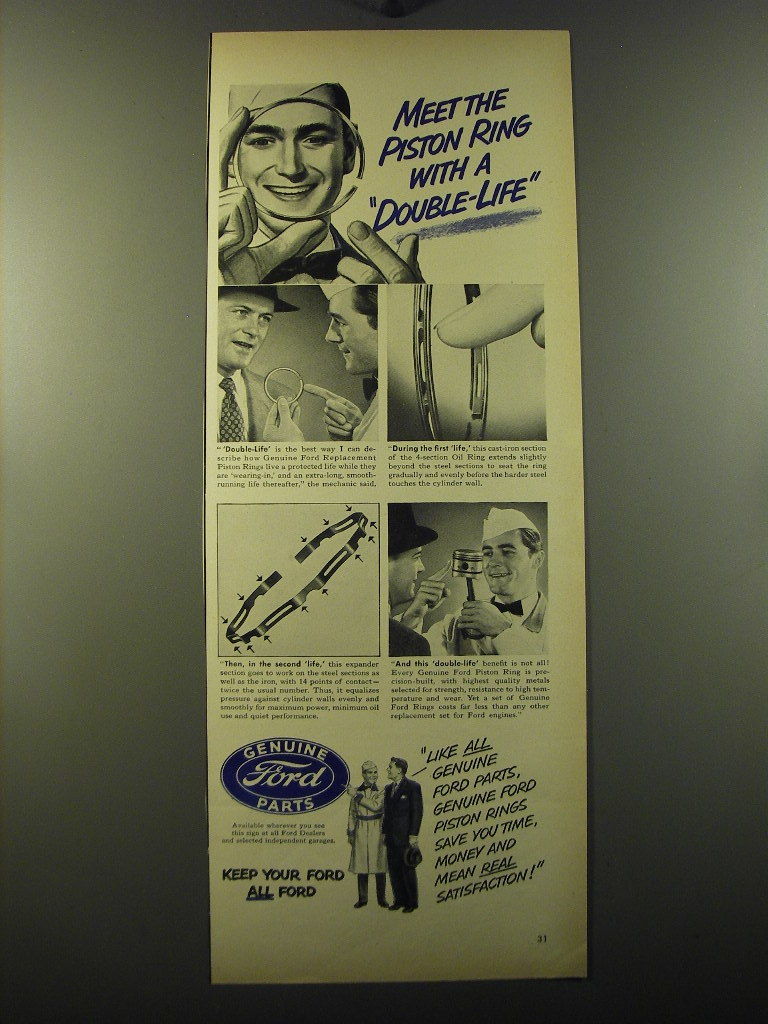 MEET THE
PISTON RING
WITH A
"DOUBLE-LIFE"
"'Double-Life' is the best way I can de-
scribe how Genuine Ford Replacement
Piston Rings live a protected life while they
are 'wearing-in,' and an extra-long, smooth-
running life thereafter," the mechanic said.
"During the first 'life,' this cast-iron section
of the 4-section Oil Ring extends slightly
beyond the steel sections to seat the ring
gradually and evenly before the harder steel
touches the cylinder wall.
"Then, in the second 'life,' this expander
section goes to work on the steel sections as
well as the iron, with 14 points of contact—
twice the usual number. Thus, it equalizes
pressure against cylinder walls evenly and
smoothly for maximum power, minimum oil
use and quiet performance.
"And this 'double-life' benefit is not all!
Every Genuine Ford Piston Ring is pre-
cision-built, with highest quality metals
selected for strength, resistance to high tem-
perature and wear. Yet a set of Genuine
Ford Rings costs far less than any other
replacement set for Ford engines."
GENUINE
Ford
PARTS
Available wherever you see
this sign at all Ford Dealers
and selected independent garages.
KEEP YOUR FORD
ALL FORD
"LIKE ALL
GENUINE
FORD PARTS,
GENUINE FORD
PISTON RINGS
SAVE YOU TIME,
MONEY AND
MEAN REAL
SATISFACTION!"
31